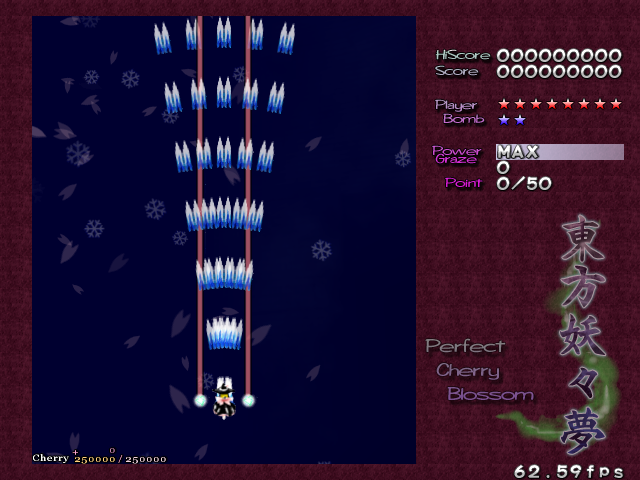 HiScore 000000000
Score 000000000
Player ★★★★★★★★
Bomb ★★
Power MAX
Graze 0
Point 0/50
東方妖々夢
Perfect
Cherry
Blossom
+ 0
Cherry 250000/250000
62.59fps